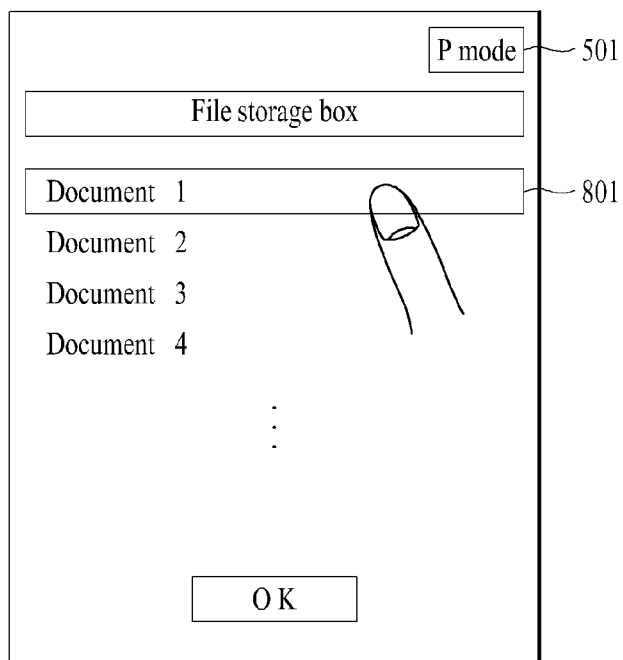 P mode 501
File storage box
Document 1 801
Document 2
Document 3
Document 4
OK